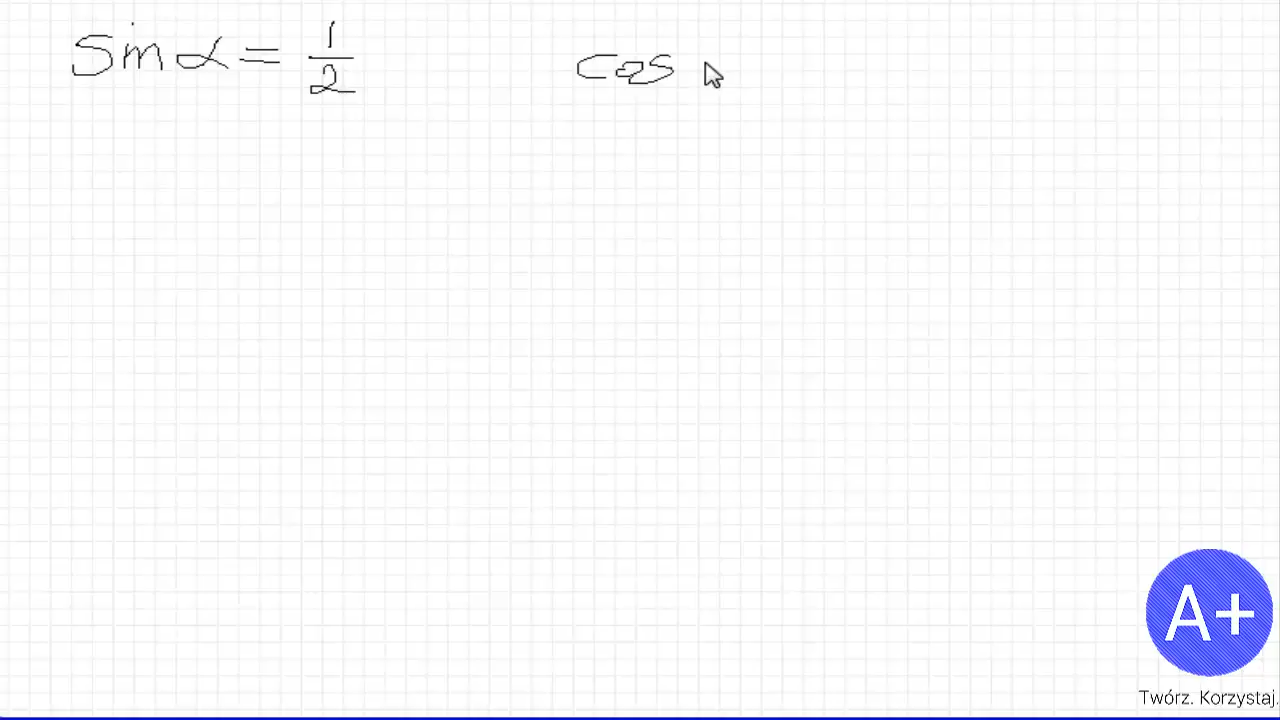 Sin α = 1/2
cos
A+
Twórz. Korzystaj.